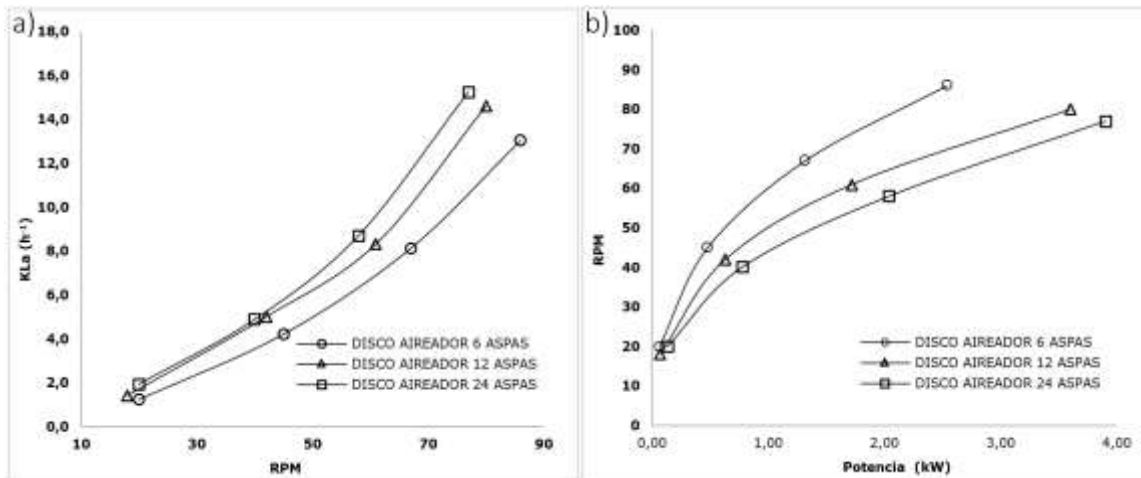 a)
18,0
16,0
14,0
12,0
10,0
8,0
6,0
4,0
2,0
0,0
KLa (h⁻¹)
10 30 50 70 90
RPM
DISCO AIREADOR 6 ASPAS
DISCO AIREADOR 12 ASPAS
DISCO AIREADOR 24 ASPAS
b)
100
90
80
70
60
50
40
30
20
10
0
RPM
0,00 1,00 2,00 3,00 4,00
Potencia (kW)
DISCO AIREADOR 6 ASPAS
DISCO AIREADOR 12 ASPAS
DISCO AIREADOR 24 ASPAS